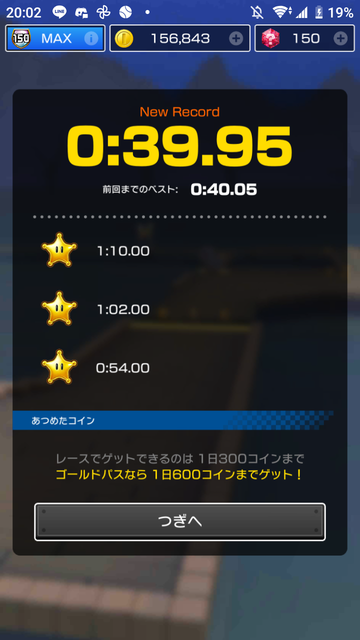 20:02 LINE 19%
150 MAX i 156,843 + 150 +
New Record
0:39.95
前回までのベスト: 0:40.05
1:10.00
1:02.00
0:54.00
あつめたコイン
レースでゲットできるのは 1日300コインまで
ゴールドパスなら 1日600コインまでゲット!
つぎへ